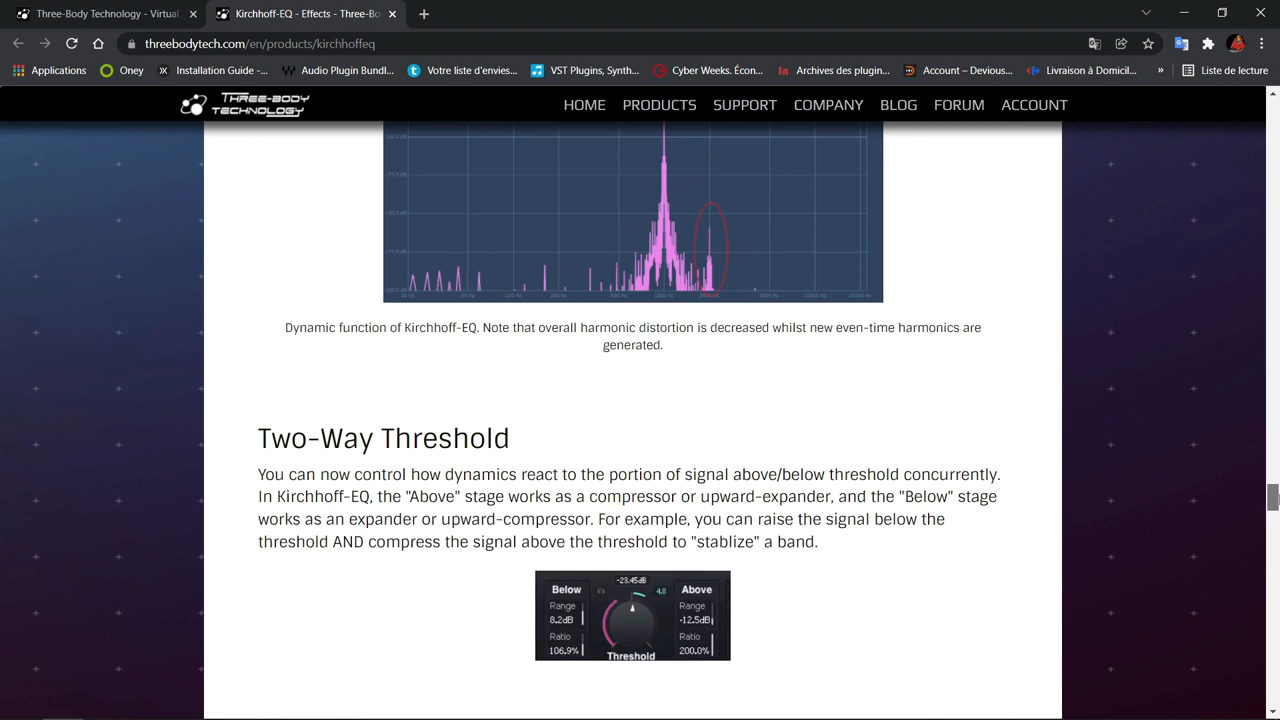 Three-Body Technology - Virtual
Kirchhoff-EQ - Effects - Three-Bo
threebodytech.com/en/products/kirchhoffeq
Applications
Oney
Installation Guide -...
Audio Plugin Bundl...
Votre liste d'envies...
VST Plugins, Synth...
Cyber Weeks. Écon...
Archives des plugin...
Account – Devious...
Livraison à Domicil...
»
Liste de lecture
THREE-BODY
TECHNOLOGY
HOME PRODUCTS SUPPORT COMPANY BLOG FORUM ACCOUNT
Dynamic function of Kirchhoff-EQ. Note that overall harmonic distortion is decreased whilst new even-time harmonics are
generated.
Two-Way Threshold
You can now control how dynamics react to the portion of signal above/below threshold concurrently.
In Kirchhoff-EQ, the "Above" stage works as a compressor or upward-expander, and the "Below" stage
works as an expander or upward-compressor. For example, you can raise the signal below the
threshold AND compress the signal above the threshold to "stablize" a band.
-23.45dB
Below 4.8 Above
Range Range
8.2dB -12.5dB
Ratio Ratio
106.9% 200.0%
Threshold